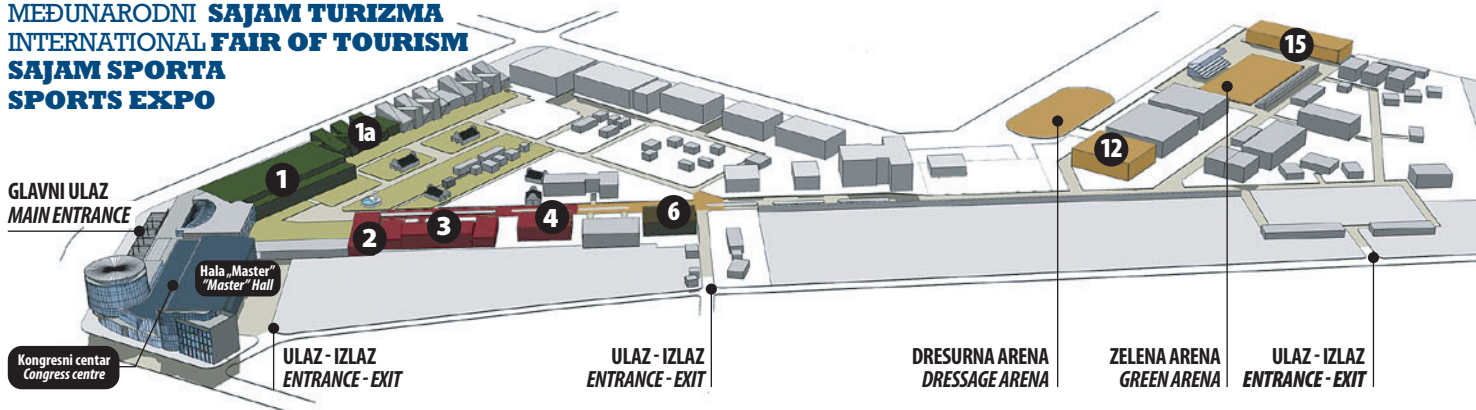 MEĐUNARODNI SAJAM TURIZMA
INTERNATIONAL FAIR OF TOURISM
SAJAM SPORTA
SPORTS EXPO
15
1a
12
1
GLAVNI ULAZ
MAIN ENTRANCE
2
3
4
6
Hala „Master”
”Master” Hall
Kongresni centar
Congress centre
ULAZ - IZLAZ
ENTRANCE - EXIT
ULAZ - IZLAZ
ENTRANCE - EXIT
DRESURNA ARENA
DRESSAGE ARENA
ZELENA ARENA
GREEN ARENA
ULAZ - IZLAZ
ENTRANCE - EXIT